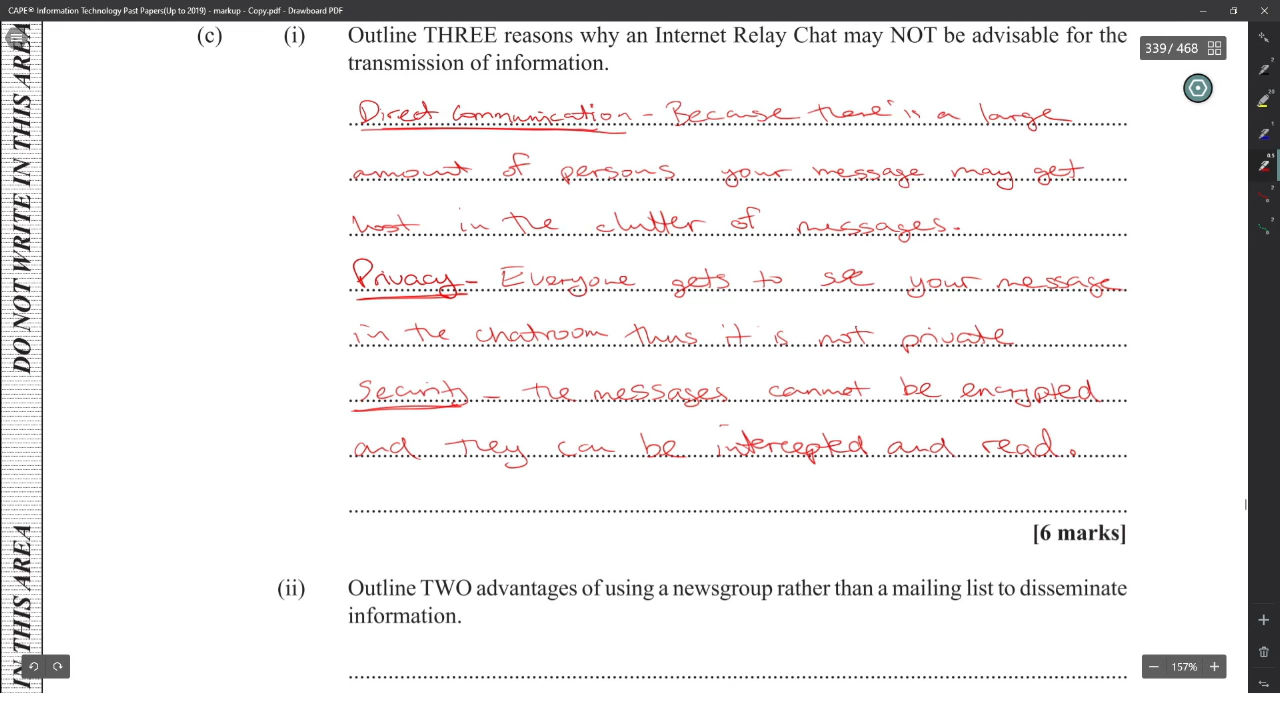 CAPE® Information Technology Past Papers(Up to 2019) - markup - Copy.pdf - Drawboard PDF
DO NOT WRITE IN THIS AREA
(c) (i) Outline THREE reasons why an Internet Relay Chat may NOT be advisable for the
339 / 468
transmission of information.
Direct Communication - Because there is a large
amount of persons your message may get
lost in the clutter of messages.
Privacy - Everyone gets to see your message
in the chatroom thus it is not private
Security - the messages cannot be encrypted
and they can be intercepted and read.
[6 marks]
IN THIS AREA
(ii) Outline TWO advantages of using a newsgroup rather than a mailing list to disseminate
information.
157%